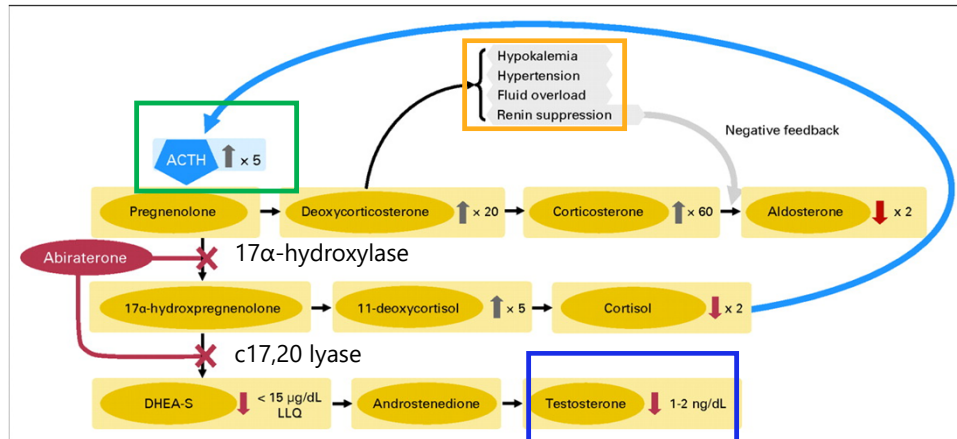 Hypokalemia
Hypertension
Fluid overload
Renin suppression
Negative feedback
ACTH × 5
Pregnenolone
Deoxycorticosterone × 20
Corticosterone × 60
Aldosterone × 2
Abiraterone
17α-hydroxylase
17α-hydroxpregnenolone
11-deoxycortisol × 5
Cortisol x 2
c17,20 lyase
DHEA-S
< 15 µg/dL
LLQ
Androstenedione
Testosterone 1-2 ng/dL